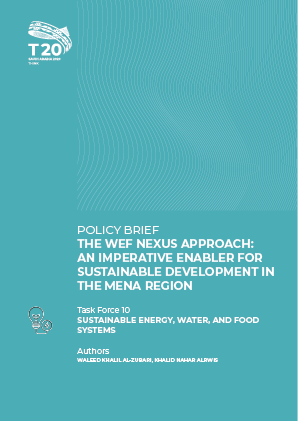 T20
SAUDI ARABIA 2020
THINK
POLICY BRIEF
THE WEF NEXUS APPROACH:
AN IMPERATIVE ENABLER FOR
SUSTAINABLE DEVELOPMENT IN
THE MENA REGION
Task Force 10
SUSTAINABLE ENERGY, WATER, AND FOOD
SYSTEMS
Authors
WALEED KHALIL AL-ZUBARI, KHALID NAHAR ALRWIS